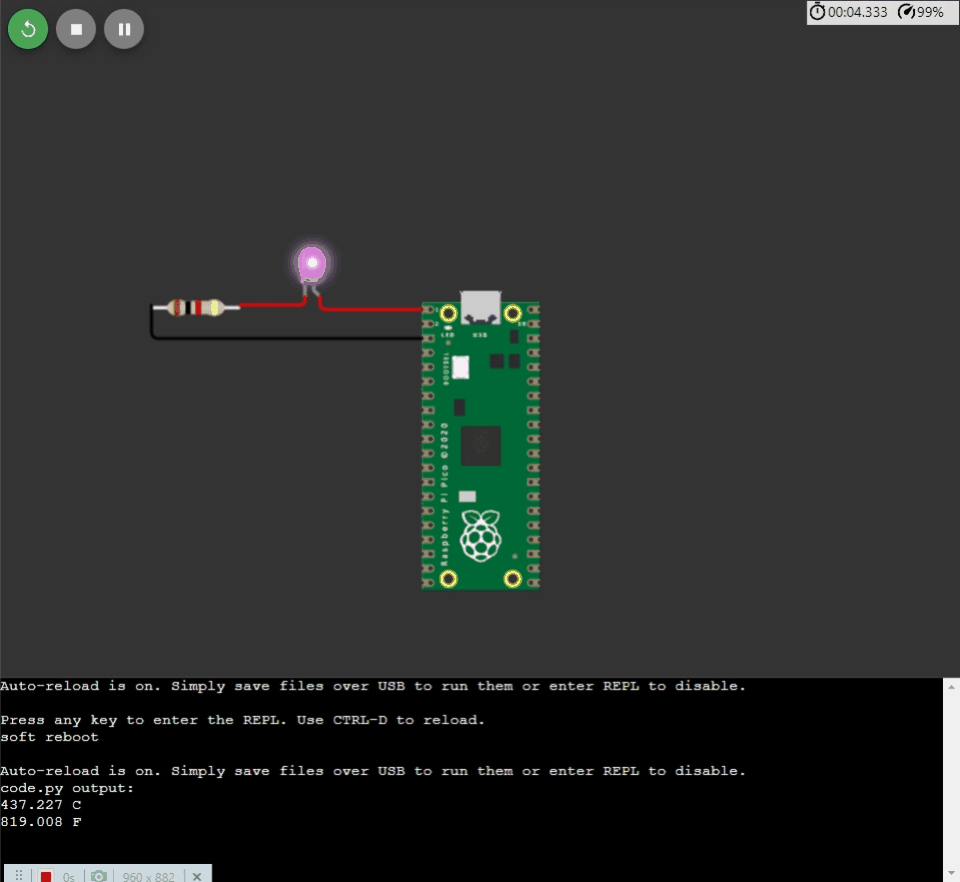 00:04.333 99%
1
2
39
LED USB
BOOTSEL
Raspberry Pi Pico ©2020
Auto-reload is on. Simply save files over USB to run them or enter REPL to disable.
Press any key to enter the REPL. Use CTRL-D to reload.
soft reboot
Auto-reload is on. Simply save files over USB to run them or enter REPL to disable.
code.py output:
437.227 C
819.008 F
0s 960 x 882